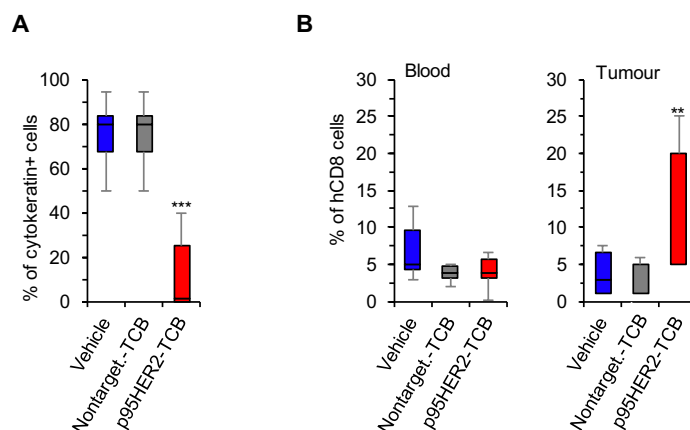 A
% of cytokeratin+ cells
100
80
60
40
20
0
***
Vehicle
Nontarget.-TCB
p95HER2-TCB
B
Blood
% of hCD8 cells
30
25
20
15
10
5
0
Vehicle
Nontarget.-TCB
p95HER2-TCB
Tumour
30
25
20
15
10
5
0
**
Vehicle
Nontarget.-TCB
p95HER2-TCB